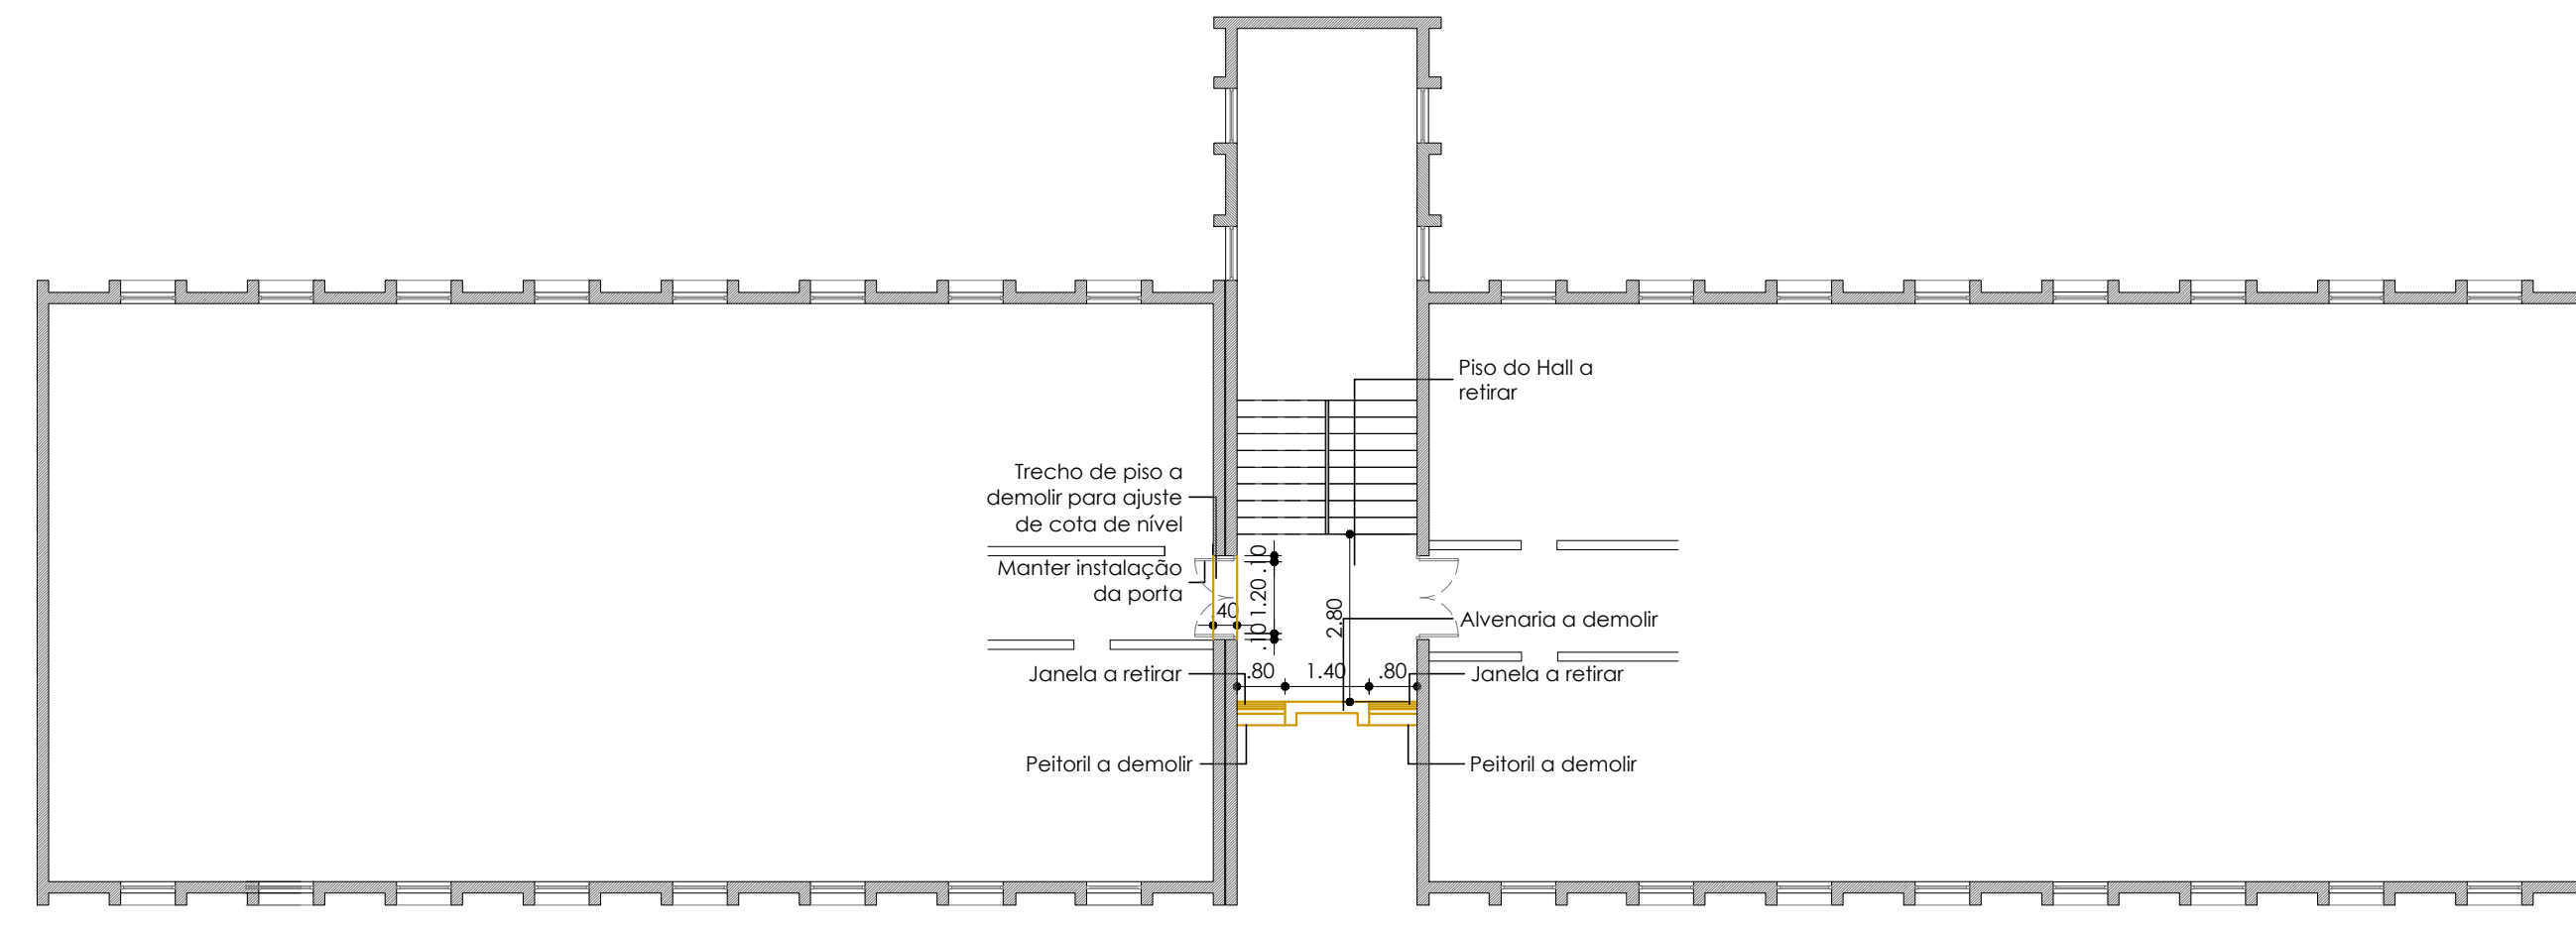 Piso do Hall a
retirar
Trecho de piso a
demolir para ajuste
de cota de nível
Manter instalação
da porta
.10
1.20
.10
.40
2.80
Alvenaria a demolir
Janela a retirar
.80
1.40
.80
Janela a retirar
Peitoril a demolir
Peitoril a demolir